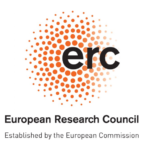 erc
European Research Council
Established by the European Commission